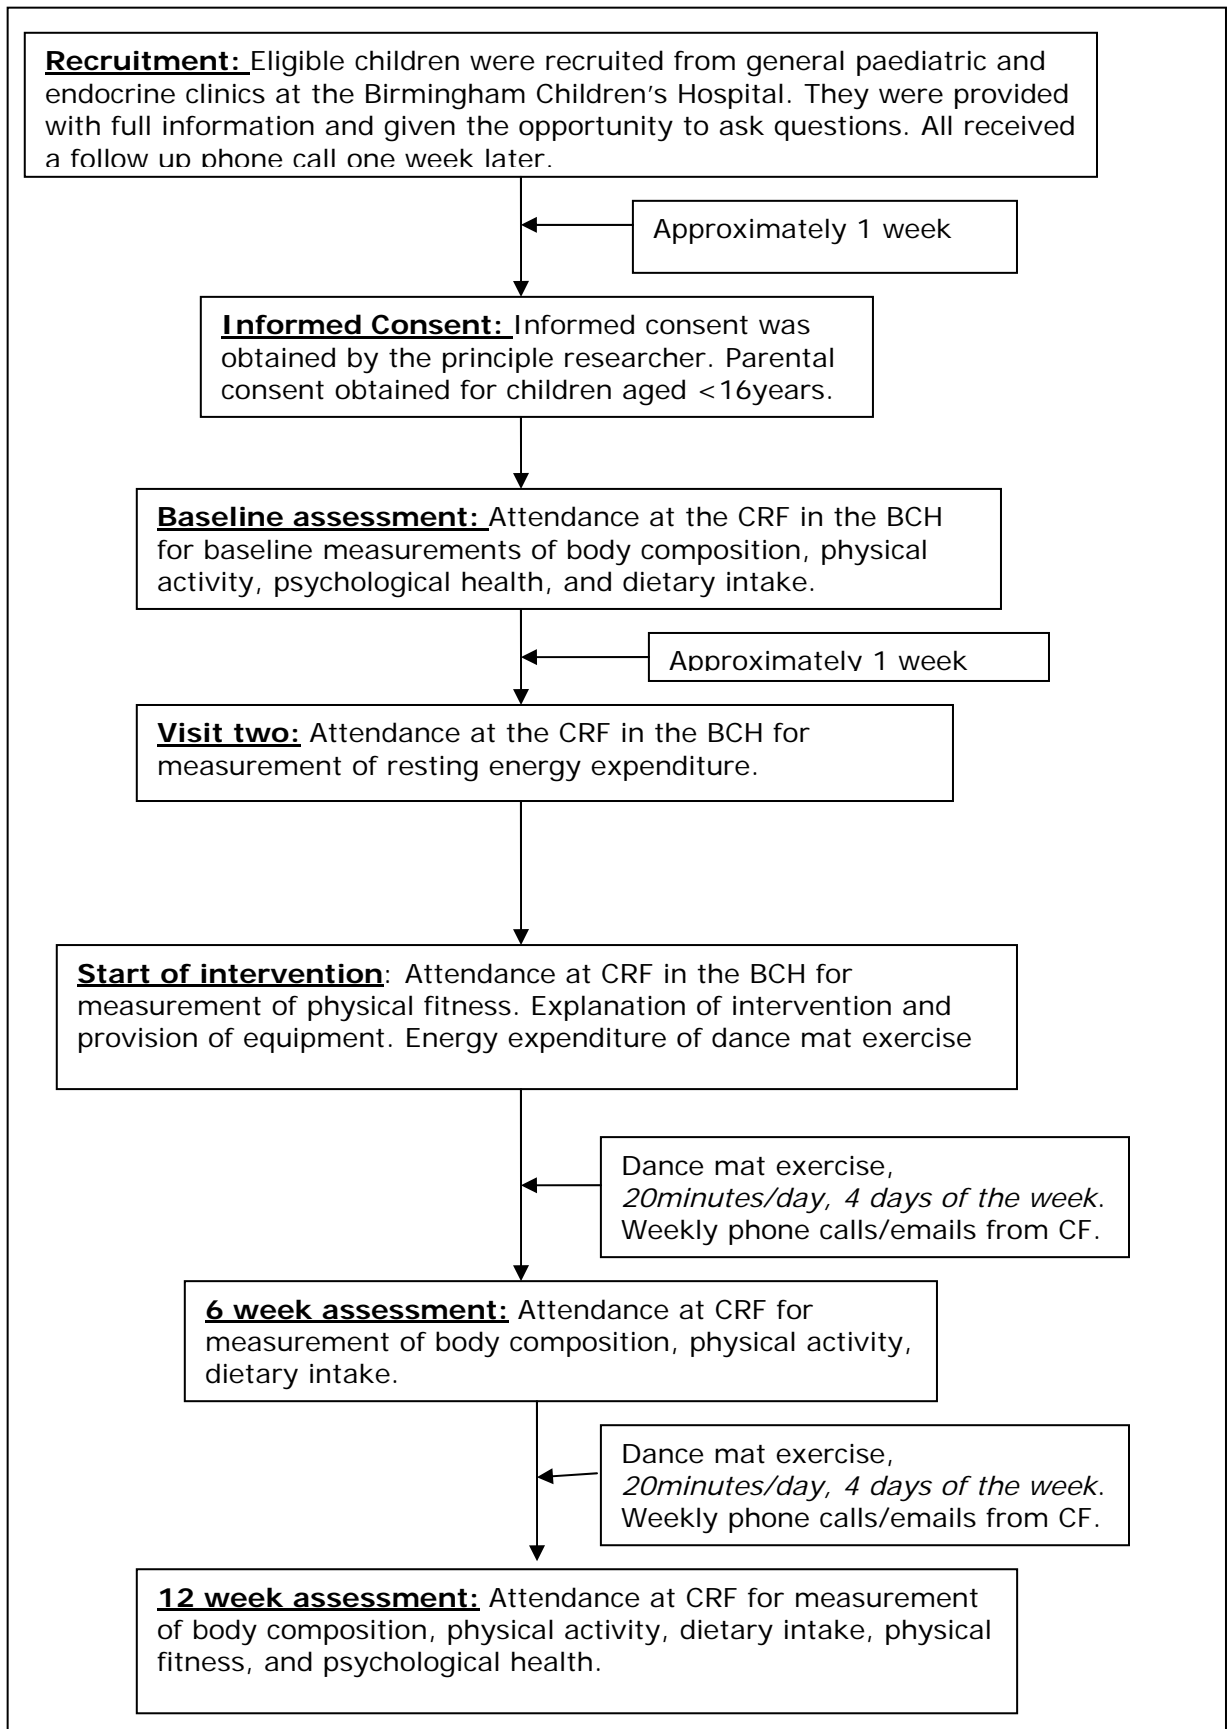 Recruitment: Eligible children were recruited from general paediatric and
endocrine clinics at the Birmingham Children's Hospital. They were provided
with full information and given the opportunity to ask questions. All received
a follow up phone call one week later.
Approximately 1 week
Informed Consent: Informed consent was
obtained by the principle researcher. Parental
consent obtained for children aged <16years.
Baseline assessment: Attendance at the CRF in the BCH
for baseline measurements of body composition, physical
activity, psychological health, and dietary intake.
Approximately 1 week
Visit two: Attendance at the CRF in the BCH for
measurement of resting energy expenditure.
Start of intervention: Attendance at CRF in the BCH for
measurement of physical fitness. Explanation of intervention and
provision of equipment. Energy expenditure of dance mat exercise
Dance mat exercise,
20minutes/day, 4 days of the week.
Weekly phone calls/emails from CF.
6 week assessment: Attendance at CRF for
measurement of body composition, physical activity,
dietary intake.
Dance mat exercise,
20minutes/day, 4 days of the week.
Weekly phone calls/emails from CF.
12 week assessment: Attendance at CRF for measurement
of body composition, physical activity, dietary intake, physical
fitness, and psychological health.